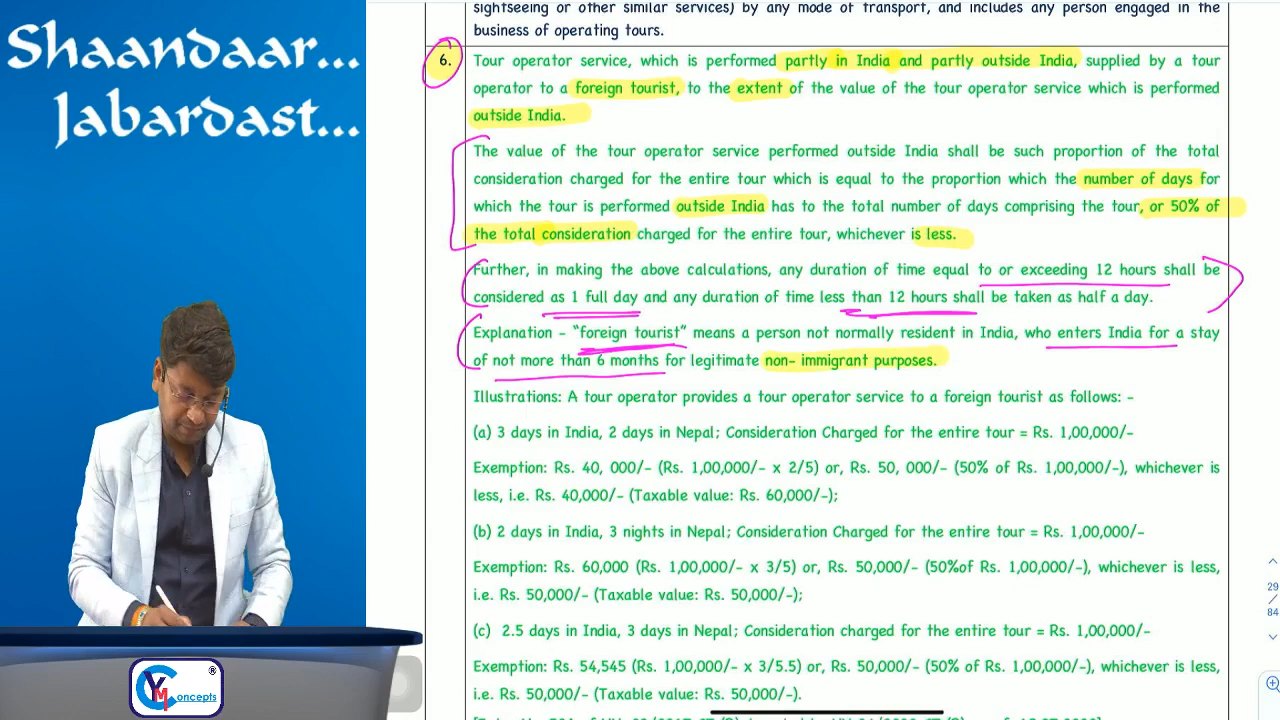 Shaandaar...
Jabardast...
sightseeing or other similar services) by any mode of transport, and includes any person engaged in the
business of operating tours.
6.
Tour operator service, which is performed partly in India and partly outside India, supplied by a tour
operator to a foreign tourist, to the extent of the value of the tour operator service which is performed
outside India.
The value of the tour operator service performed outside India shall be such proportion of the total
consideration charged for the entire tour which is equal to the proportion which the number of days for
which the tour is performed outside India has to the total number of days comprising the tour, or 50% of
the total consideration charged for the entire tour, whichever is less.
Further, in making the above calculations, any duration of time equal to or exceeding 12 hours shall be
considered as 1 full day and any duration of time less than 12 hours shall be taken as half a day.
Explanation - “foreign tourist” means a person not normally resident in India, who enters India for a stay
of not more than 6 months for legitimate non- immigrant purposes.
Illustrations: A tour operator provides a tour operator service to a foreign tourist as follows: -
(a) 3 days in India, 2 days in Nepal; Consideration Charged for the entire tour = Rs. 1,00,000/-
Exemption: Rs. 40, 000/- (Rs. 1,00,000/- x 2/5) or, Rs. 50, 000/- (50% of Rs. 1,00,000/-), whichever is
less, i.e. Rs. 40,000/- (Taxable value: Rs. 60,000/-);
(b) 2 days in India, 3 nights in Nepal; Consideration Charged for the entire tour = Rs. 1,00,000/-
Exemption: Rs. 60,000 (Rs. 1,00,000/- x 3/5) or, Rs. 50,000/- (50%of Rs. 1,00,000/-), whichever is less,
i.e. Rs. 50,000/- (Taxable value: Rs. 50,000/-);
(c) 2.5 days in India, 3 days in Nepal; Consideration charged for the entire tour = Rs. 1,00,000/-
Exemption: Rs. 54,545 (Rs. 1,00,000/- x 3/5.5) or, Rs. 50,000/- (50% of Rs. 1,00,000/-), whichever is less,
i.e. Rs. 50,000/- (Taxable value: Rs. 50,000/-).
29
/
84
YM Concepts ®